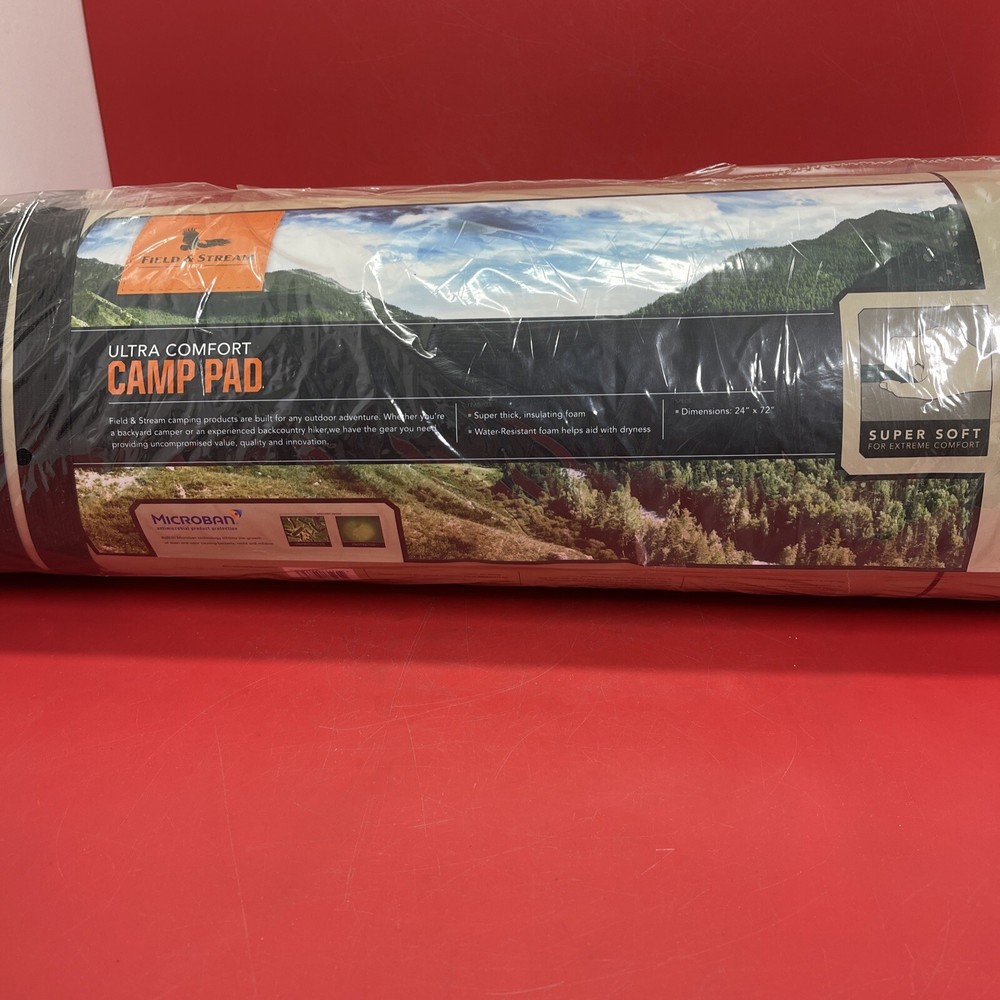 FIELD & STREAM
ULTRA COMFORT
CAMP PAD
Field & Stream camping products are built for any outdoor adventure. Whether you're
a backyard camper or an experienced backcountry hiker,we have the gear you need
providing uncompromised value, quality and innovation.
• Super thick, insulating foam
• Water-Resistant foam helps aid with dryness
• Dimensions: 24" x 72"
SUPER SOFT
FOR EXTREME COMFORT
MICROBAN
antimicrobial product protection